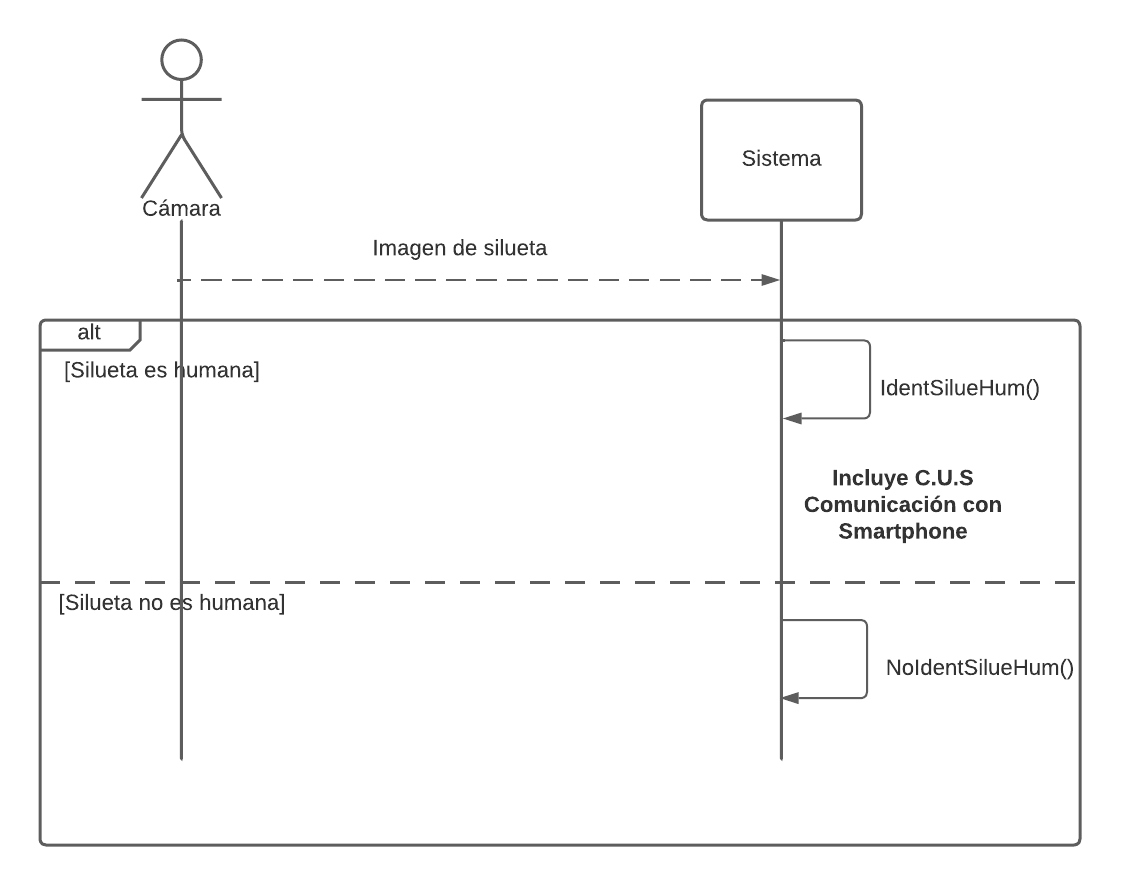 Cámara
Sistema
Imagen de silueta
alt
[Silueta es humana]
IdentSilueHum()
Incluye C.U.S
Comunicación con
Smartphone
[Silueta no es humana]
NoIdentSilueHum()